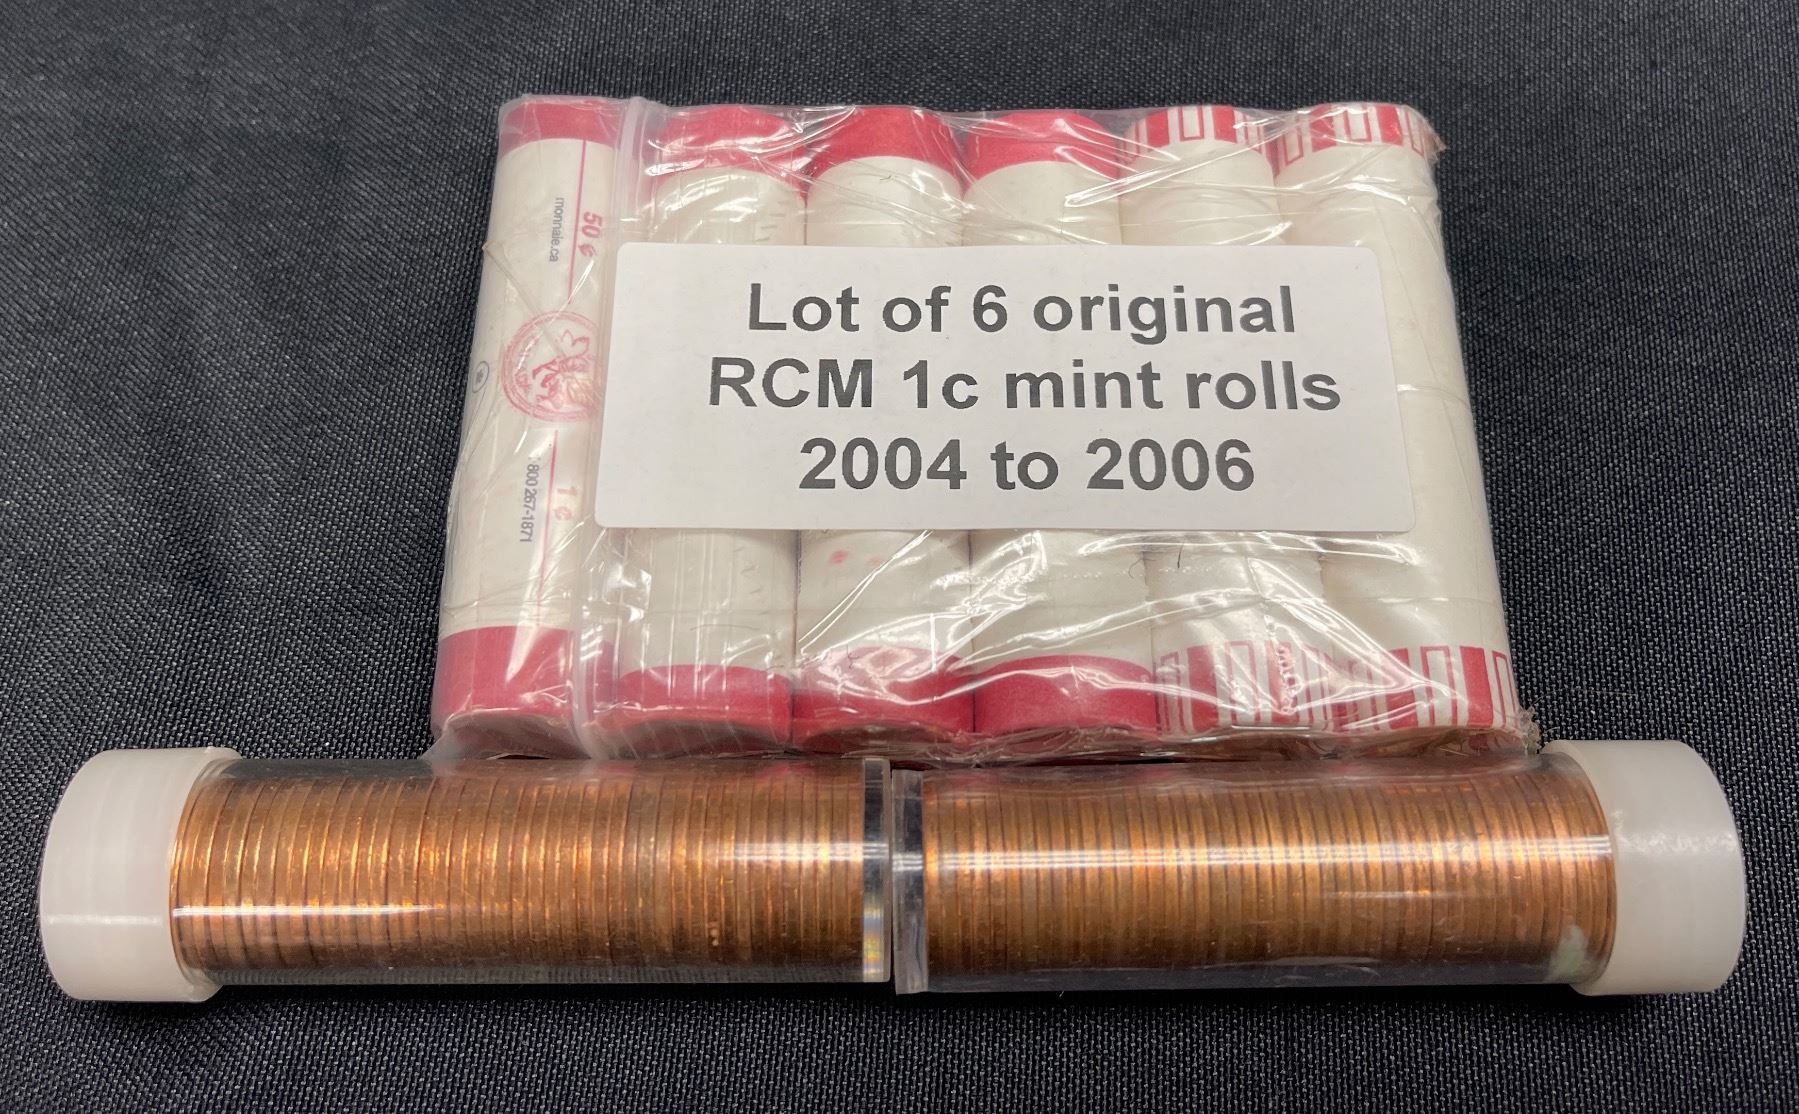 monnaie.ca
50 ¢
1 ¢
800 267-1871
Lot of 6 original
RCM 1c mint rolls
2004 to 2006